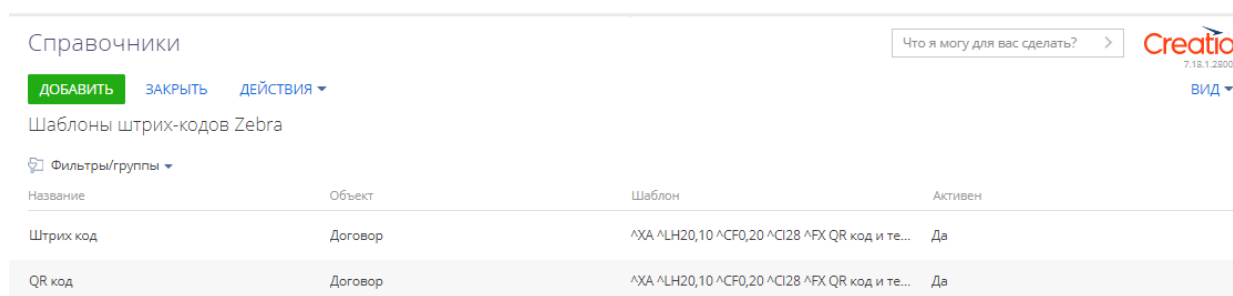 Справочники
Что я могу для вас сделать?
Creatio
7.18.1.2800
ДОБАВИТЬ ЗАКРЫТЬ ДЕЙСТВИЯ ВИД
Шаблоны штрих-кодов Zebra
Фильтры/группы
Название Объект Шаблон Активен
Штрих код Договор ^XA ^LH20,10 ^CF0,20 ^CI28 ^FX QR код и те... Да
QR код Договор ^XA ^LH20,10 ^CF0,20 ^CI28 ^FX QR код и те... Да